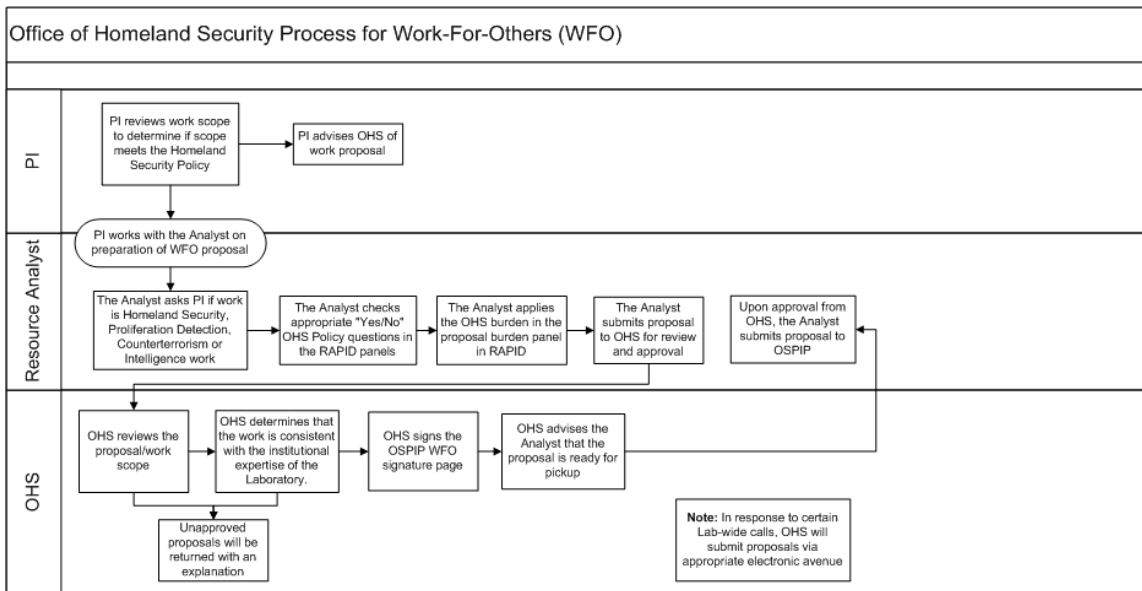 Office of Homeland Security Process for Work-For-Others (WFO)
PI
PI reviews work scope
to determine if scope
meets the Homeland
Security Policy
PI advises OHS of
work proposal
PI works with the Analyst on
preparation of WFO proposal
Resource Analyst
The Analyst asks PI if work
is Homeland Security,
Proliferation Detection,
Counterterrorism or
Intelligence work
The Analyst checks
appropriate "Yes/No"
OHS Policy questions in
the RAPID panels
The Analyst applies
the OHS burden in the
proposal burden panel
in RAPID
The Analyst
submits proposal
to OHS for review
and approval
Upon approval from
OHS, the Analyst
submits proposal to
OSPIP
OHS
OHS reviews the
proposal/work
scope
OHS determines that
the work is consistent
with the institutional
expertise of the
Laboratory.
OHS signs the
OSPIP WFO
signature page
OHS advises the
Analyst that the
proposal is ready for
pickup
Unapproved
proposals will be
returned with an
explanation
Note: In response to certain
Lab-wide calls, OHS will
submit proposals via
appropriate electronic avenue